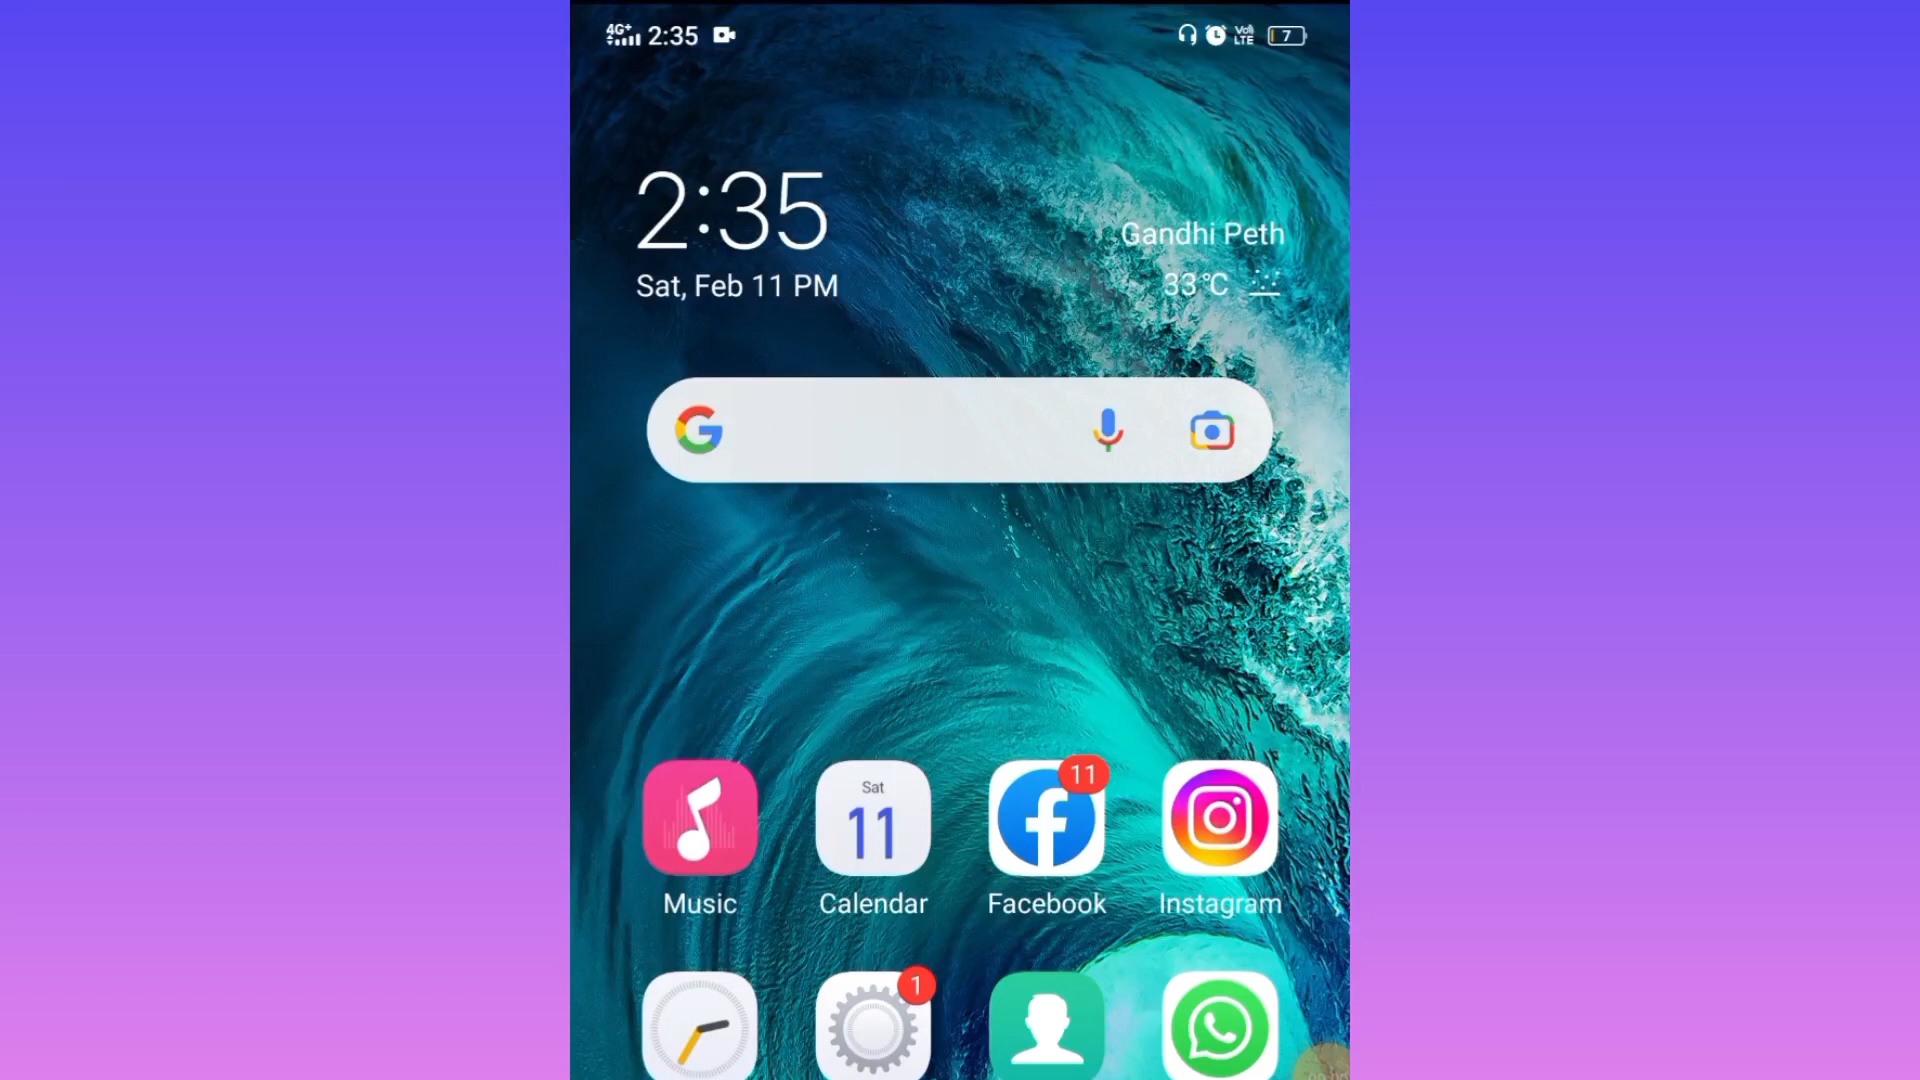 4G+ 2:35 VoLTE 7
2:35
Sat, Feb 11 PM
Gandhi Peth
33°C
G
11
Sat
11
Music Calendar Facebook Instagram
1